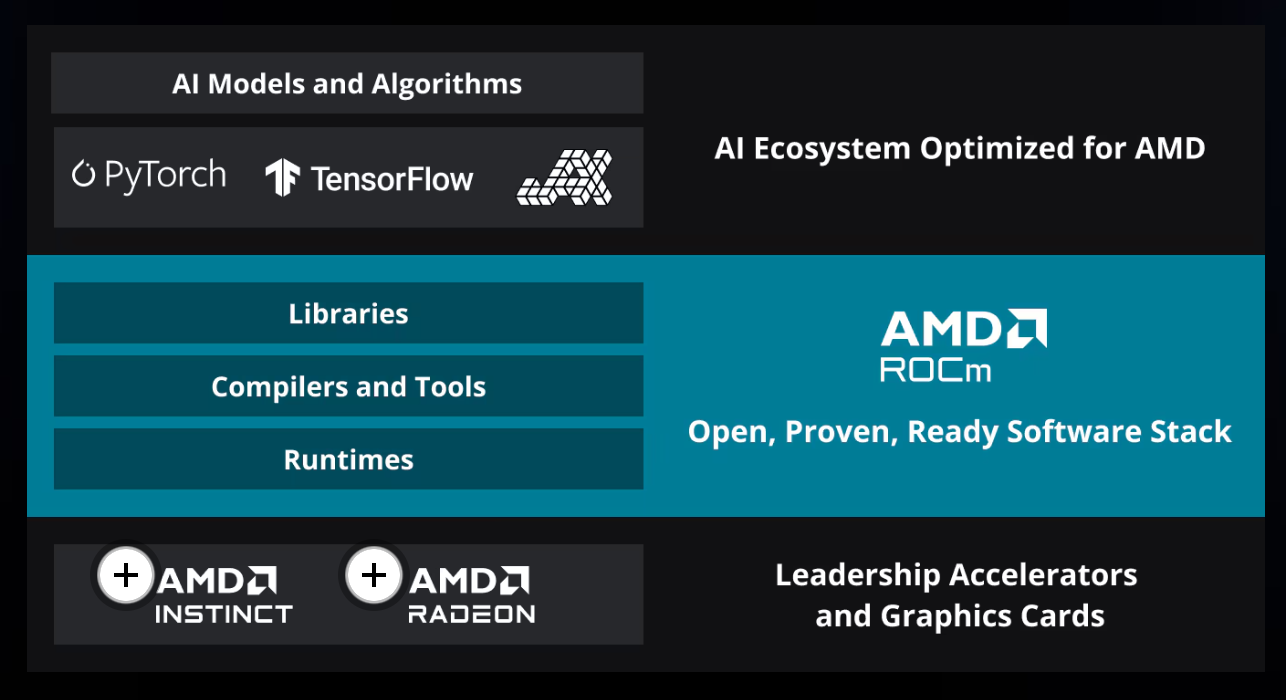 AI Models and Algorithms
PyTorch
TensorFlow
JAX
AI Ecosystem Optimized for AMD
Libraries
Compilers and Tools
Runtimes
AMD
ROCm
Open, Proven, Ready Software Stack
AMD
INSTINCT
AMD
RADEON
Leadership Accelerators
and Graphics Cards